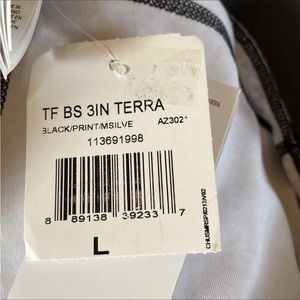 TF BS 3IN TERRA
BLACK/PRINT/MSILVE AZ3021
113691998
8 89138 39233 7
L